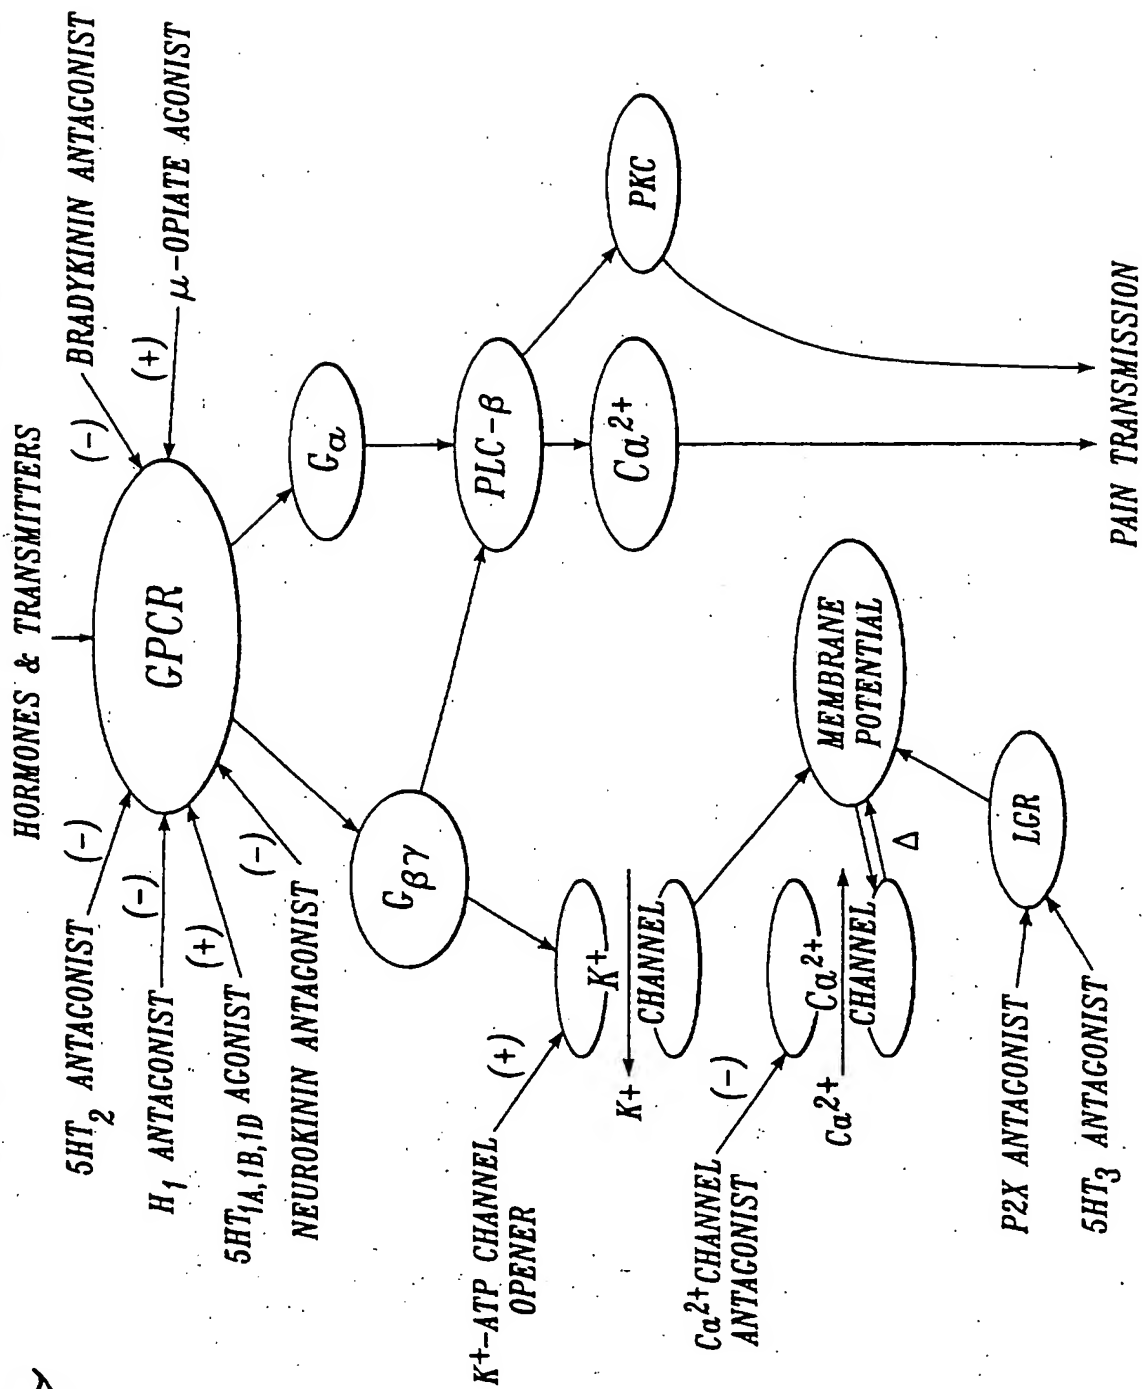 HORMONES & TRANSMITTERS
5HT2 ANTAGONIST
(-)
H1 ANTAGONIST
(-)
5HT1A,1B,1D AGONIST
(+)
NEUROKININ ANTAGONIST
(-)
GPCR
(-)
BRADYKININ ANTAGONIST
(+)
μ-OPIATE AGONIST
Gα
Gβγ
PLC-β
PKC
Ca2+
K+-ATP CHANNEL
OPENER
(+)
K+
K+
CHANNEL
Ca2+CHANNEL
ANTAGONIST
(-)
Ca2+
Ca2+
CHANNEL
Δ
MEMBRANE
POTENTIAL
LGR
P2X ANTAGONIST
5HT3 ANTAGONIST
PAIN TRANSMISSION